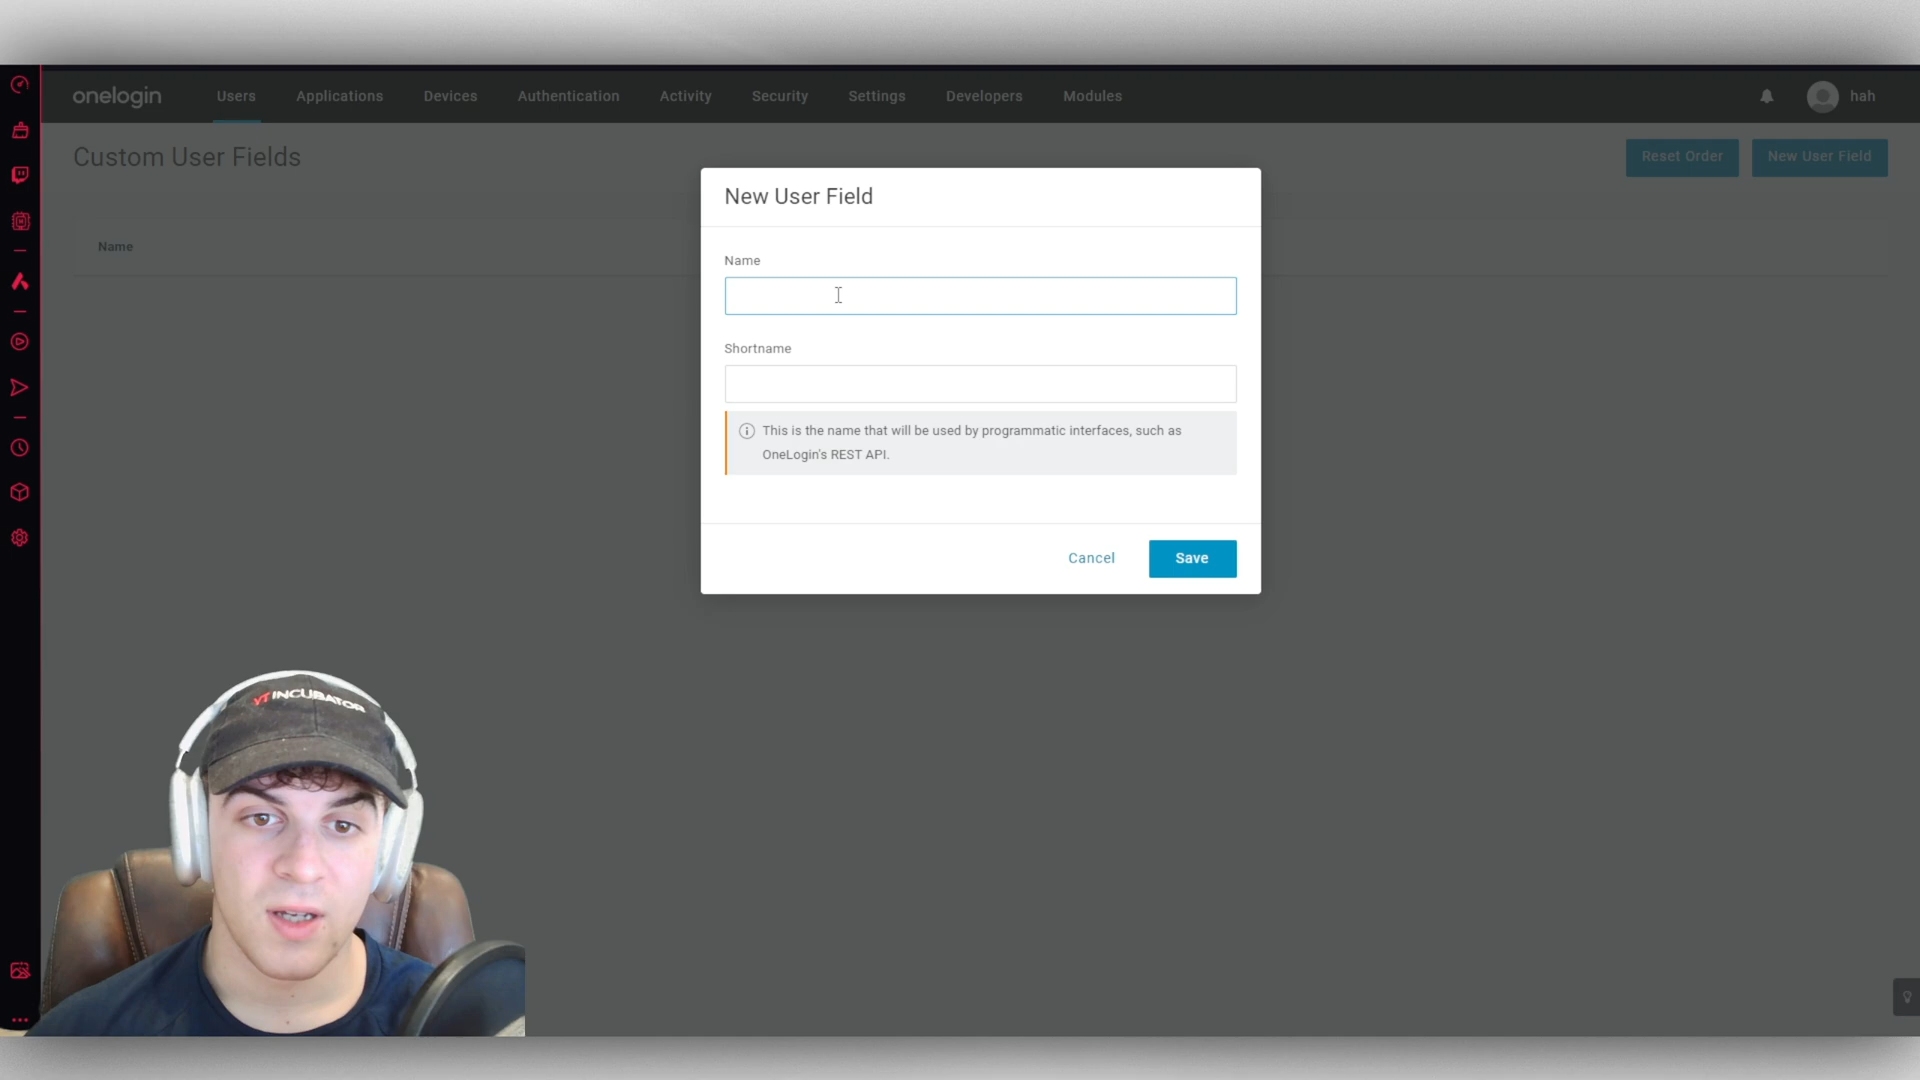 onelogin
Users
Applications
Devices
Authentication
Activity
Security
Settings
Developers
Modules
hah
Custom User Fields
Reset Order
New User Field
Name
New User Field
Name
Shortname
This is the name that will be used by programmatic interfaces, such as
OneLogin's REST API.
Cancel
Save
YTINCUBATOR